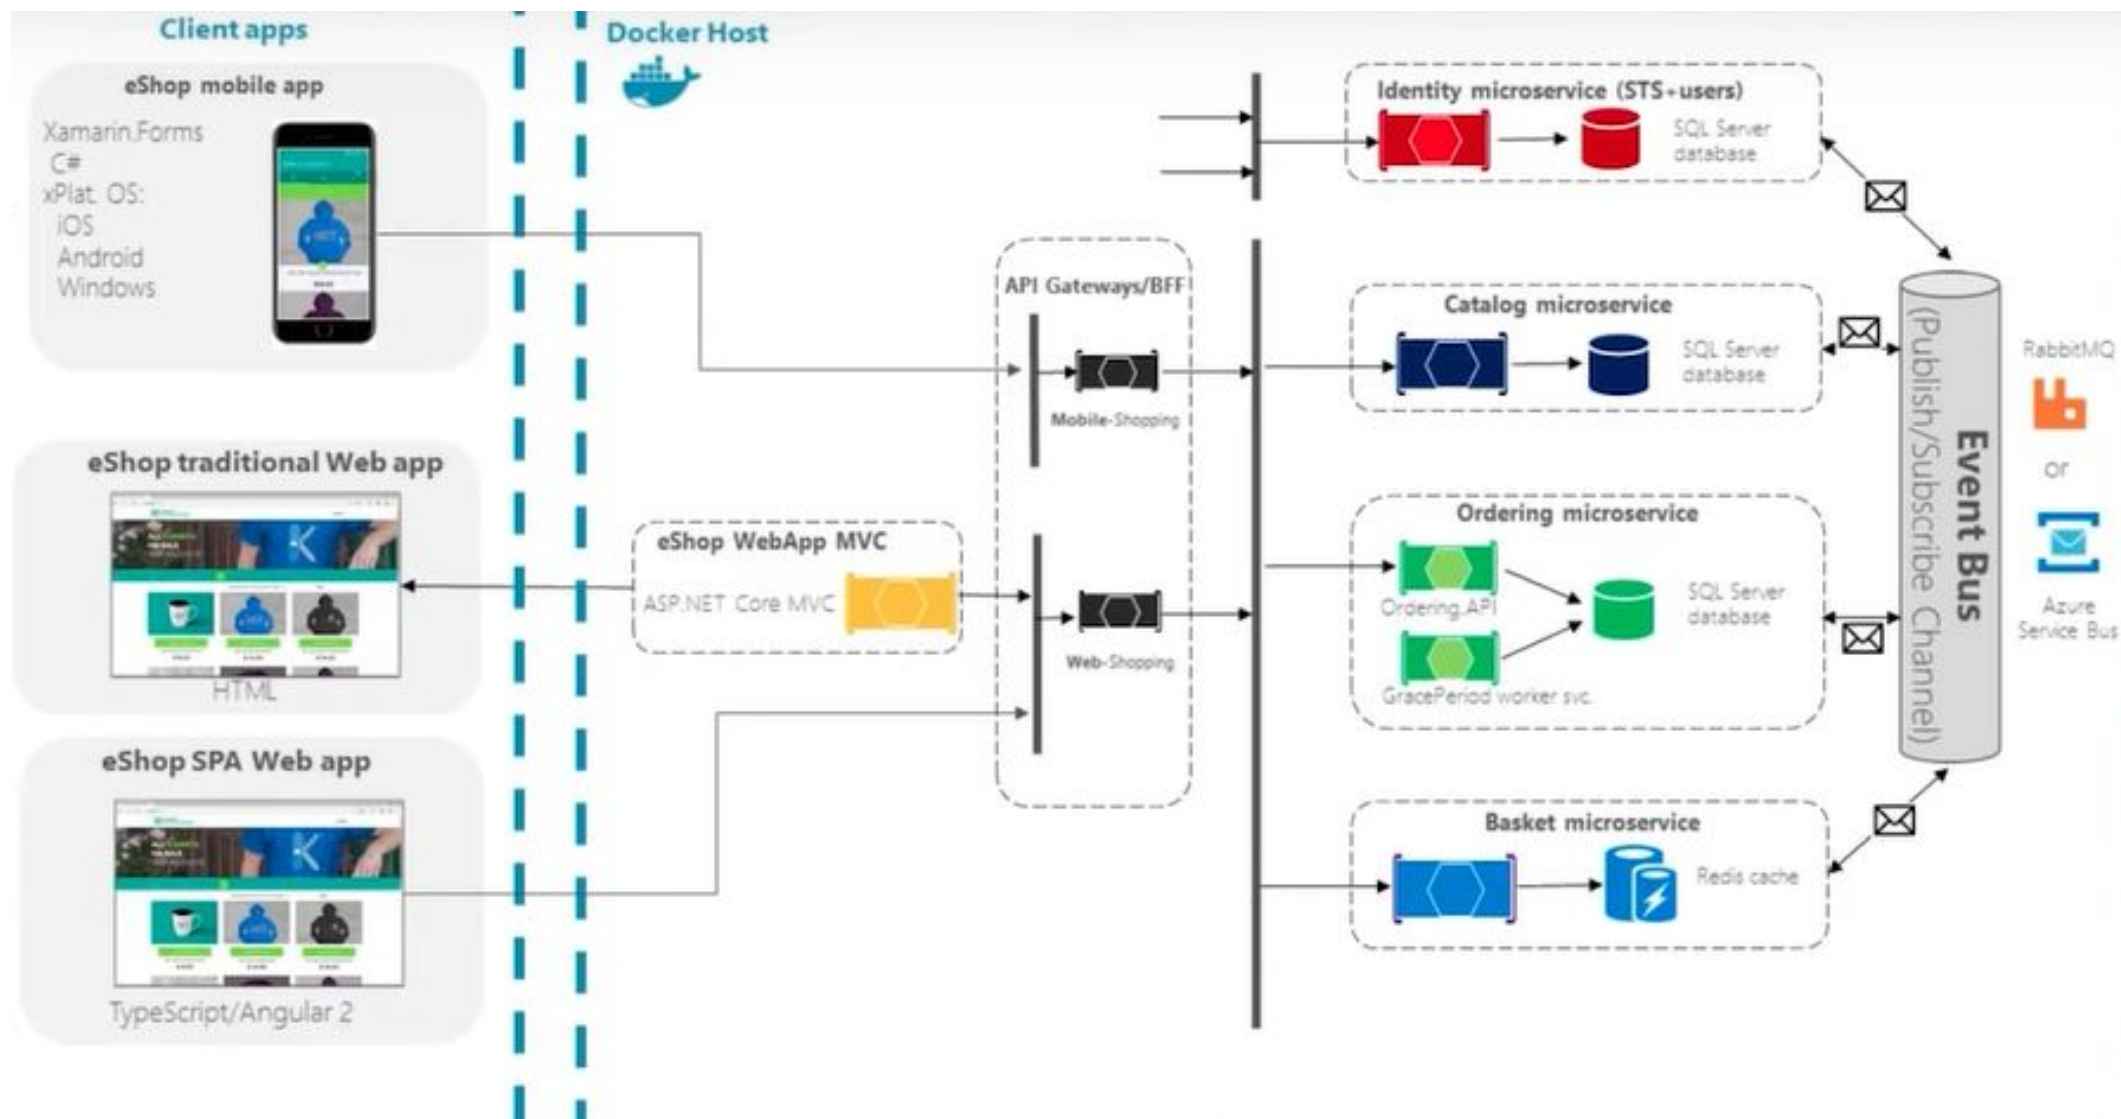 Client apps
Docker Host
eShop mobile app
Xamarin.Forms
C#
xPlat. OS:
iOS
Android
Windows
eShop traditional Web app
HTML
eShop SPA Web app
TypeScript/Angular 2
eShop WebApp MVC
ASP.NET Core MVC
API Gateways/BFF
Mobile-Shopping
Web-Shopping
Identity microservice (STS+users)
SQL Server
database
Catalog microservice
SQL Server
database
Ordering microservice
Ordering.API
GracePeriod worker svc.
SQL Server
database
Basket microservice
Redis cache
Event Bus
(Publish/Subscribe Channel)
RabbitMQ
or
Azure
Service Bus